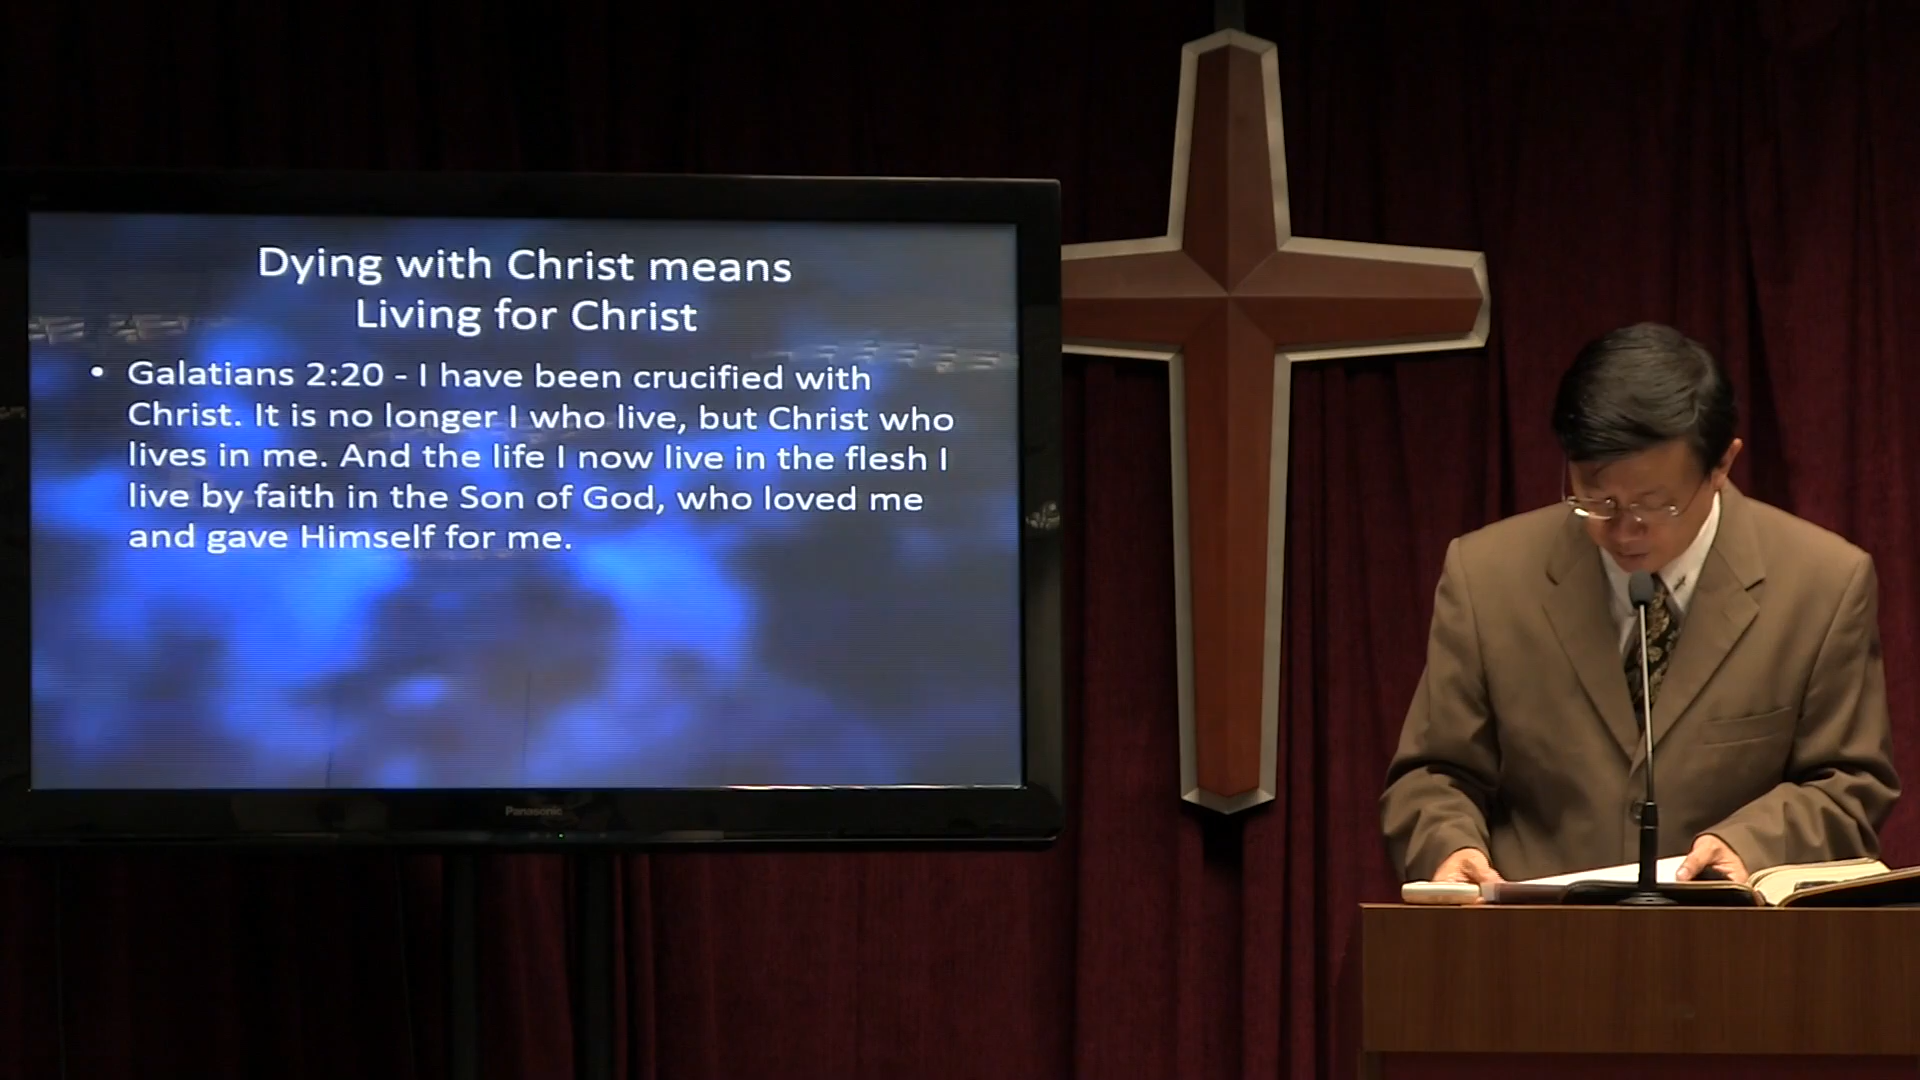 Dying with Christ means
Living for Christ
• Galatians 2:20 - I have been crucified with
Christ. It is no longer I who live, but Christ who
lives in me. And the life I now live in the flesh I
live by faith in the Son of God, who loved me
and gave Himself for me.
Panasonic